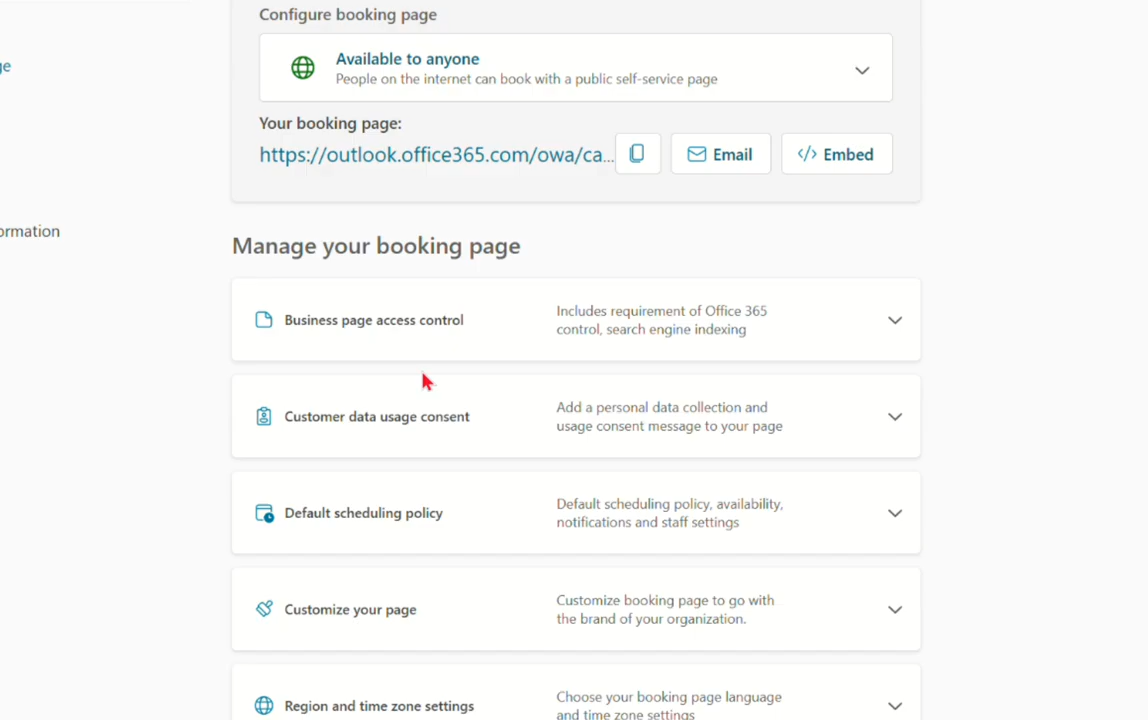 Configure booking page
Available to anyone
People on the internet can book with a public self-service page
ge
Your booking page:
https://outlook.office365.com/owa/ca...
Email
</> Embed
ormation
Manage your booking page
Business page access control
Includes requirement of Office 365
control, search engine indexing
Customer data usage consent
Add a personal data collection and
usage consent message to your page
Default scheduling policy
Default scheduling policy, availability,
notifications and staff settings
Customize your page
Customize booking page to go with
the brand of your organization.
Region and time zone settings
Choose your booking page language
and time zone settings